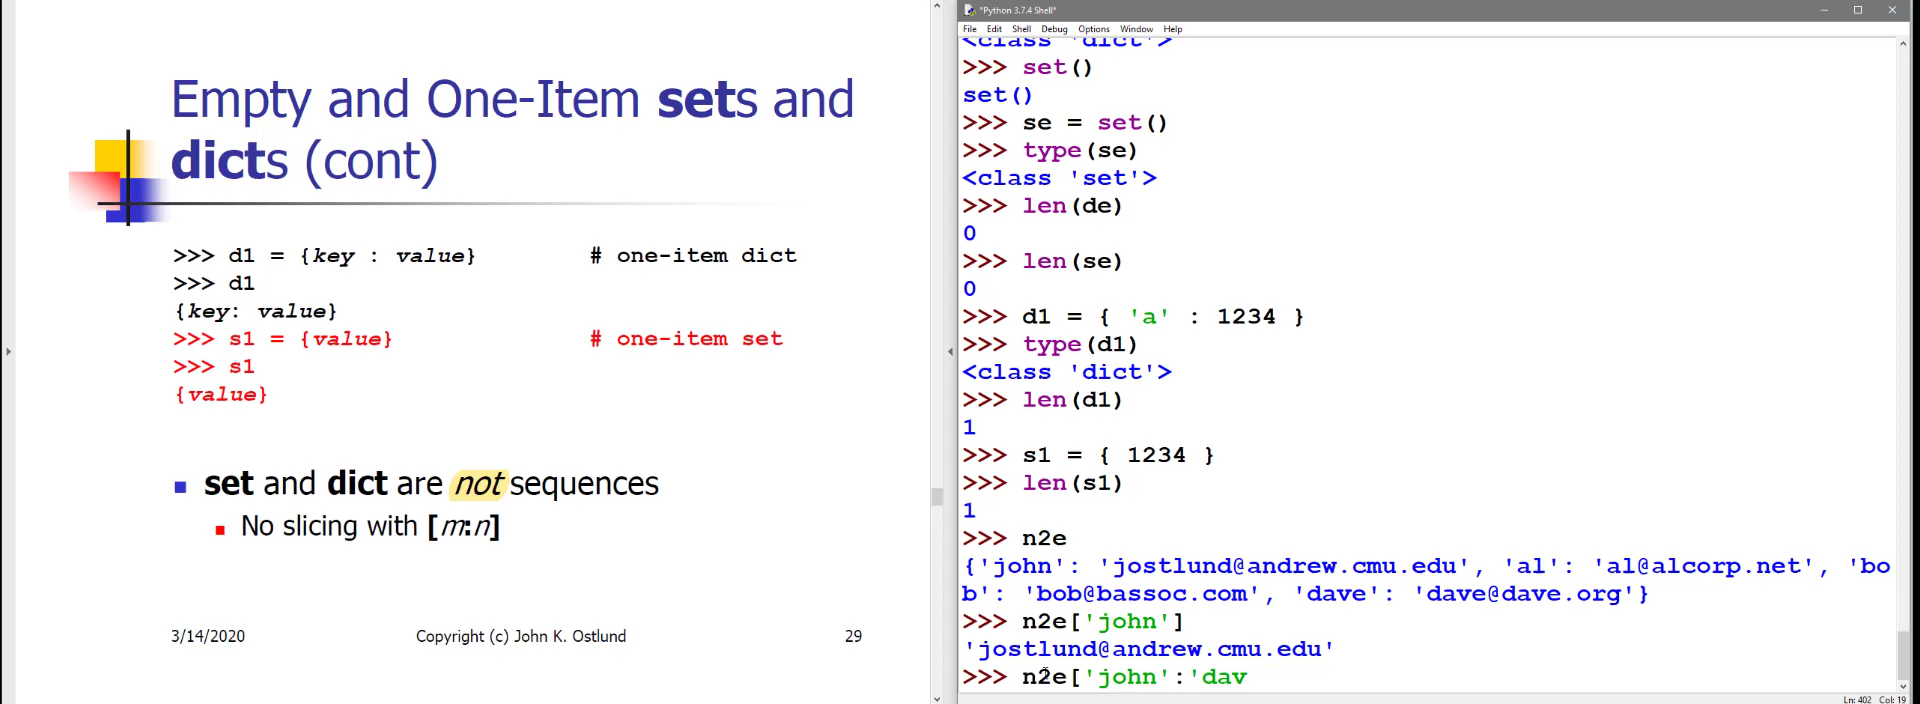 Empty and One-Item sets and
dicts (cont)
>>> d1 = {key : value} # one-item dict
>>> d1
{key: value}
>>> s1 = {value} # one-item set
>>> s1
{value}
set and dict are not sequences
No slicing with [m:n]
3/14/2020 Copyright (c) John K. Ostlund 29
*Python 3.7.4 Shell*
File Edit Shell Debug Options Window Help
<class 'dict'>
>>> set()
set()
>>> se = set()
>>> type(se)
<class 'set'>
>>> len(de)
0
>>> len(se)
0
>>> d1 = { 'a' : 1234 }
>>> type(d1)
<class 'dict'>
>>> len(d1)
1
>>> s1 = { 1234 }
>>> len(s1)
1
>>> n2e
{'john': 'jostlund@andrew.cmu.edu', 'al': 'al@alcorp.net', 'bo
b': 'bob@bassoc.com', 'dave': 'dave@dave.org'}
>>> n2e['john']
'jostlund@andrew.cmu.edu'
>>> n2e['john':'dav
Ln: 402 Col: 19